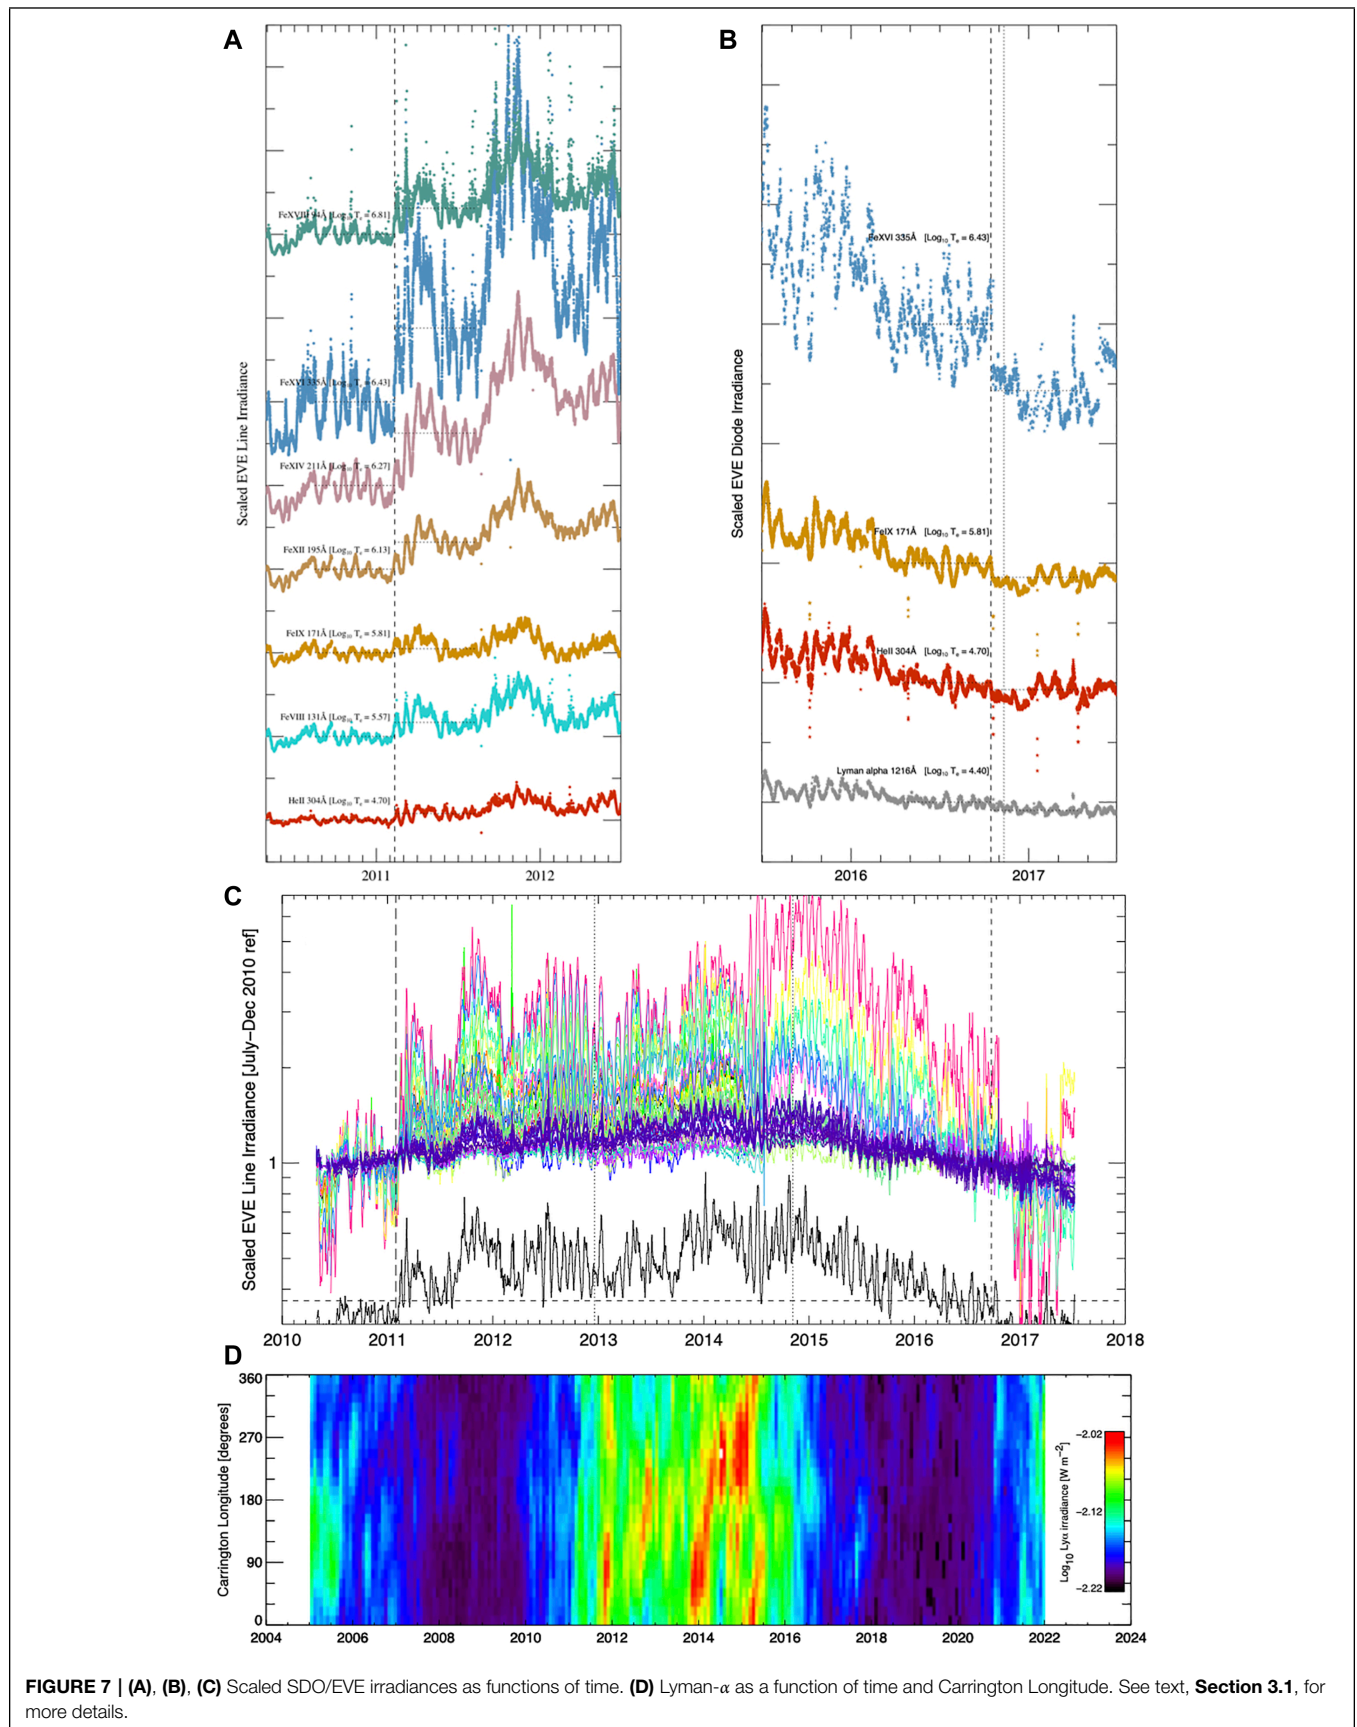 A
B
FeXVIII 94Å [Log10 Te = 6.81]
FeXVI 335Å [Log10 Te = 6.43]
FeXIV 211Å [Log10 Te = 6.27]
FeXII 195Å [Log10 Te = 6.13]
FeIX 171Å [Log10 Te = 5.81]
FeVIII 131Å [Log10 Te = 5.57]
HeII 304Å [Log10 Te = 4.70]
Scaled EVE Line Irradiance
2011
2012
FeXVI 335Å [Log10 Te = 6.43]
FeIX 171Å [Log10 Te = 5.81]
HeII 304Å [Log10 Te = 4.70]
Lyman alpha 1216Å [Log10 Te = 4.40]
Scaled EVE Diode Irradiance
2016
2017
C
Scaled EVE Line Irradiance [July–Dec 2010 ref]
1
2010 2011 2012 2013 2014 2015 2016 2017 2018
D
Carrington Longitude [degrees]
360
270
180
90
0
2004 2006 2008 2010 2012 2014 2016 2018 2020 2022 2024
Log10 Lyα irradiance [W m−2]
−2.02
−2.12
−2.22
FIGURE 7 | (A), (B), (C) Scaled SDO/EVE irradiances as functions of time. (D) Lyman-α as a function of time and Carrington Longitude. See text, Section 3.1, for
more details.